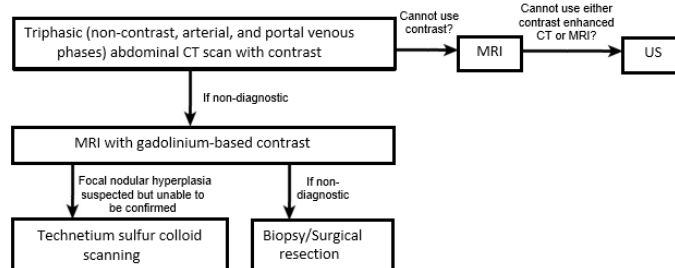 Triphasic (non-contrast, arterial, and portal venous
phases) abdominal CT scan with contrast
Cannot use
contrast?
MRI
Cannot use either
contrast enhanced
CT or MRI?
US
If non-diagnostic
MRI with gadolinium-based contrast
Focal nodular hyperplasia
suspected but unable to
be confirmed
If non-
diagnostic
Technetium sulfur colloid
scanning
Biopsy/Surgical
resection